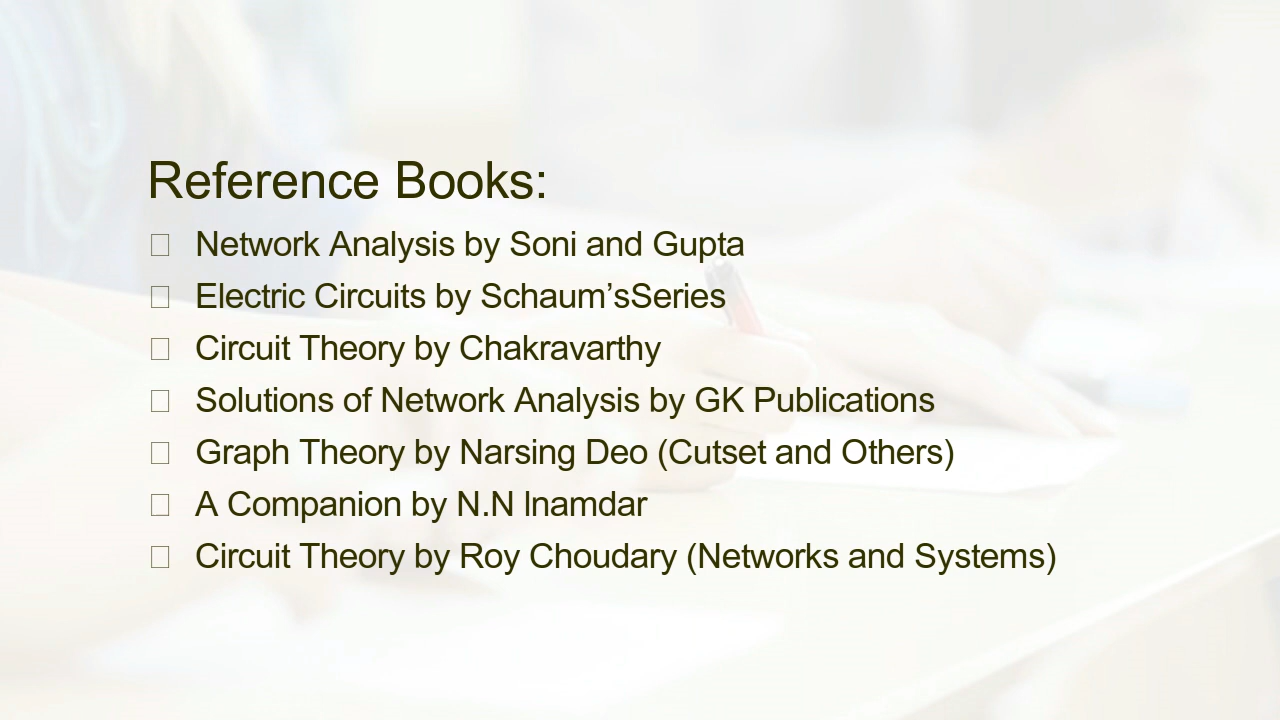 Reference Books:
Network Analysis by Soni and Gupta
Electric Circuits by Schaum’sSeries
Circuit Theory by Chakravarthy
Solutions of Network Analysis by GK Publications
Graph Theory by Narsing Deo (Cutset and Others)
A Companion by N.N Inamdar
Circuit Theory by Roy Choudary (Networks and Systems)